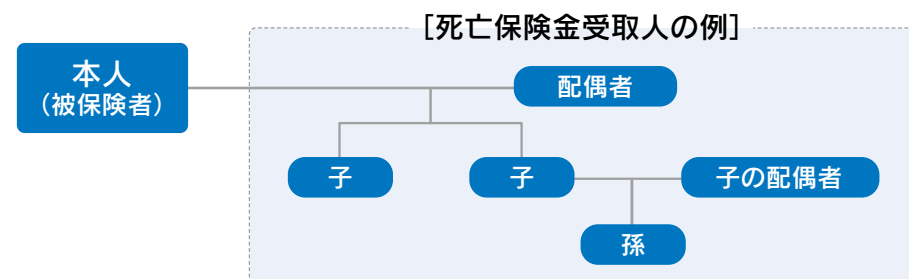 ［死亡保険金受取人の例］
本人
（被保険者）
配偶者
子
子
子の配偶者
孫